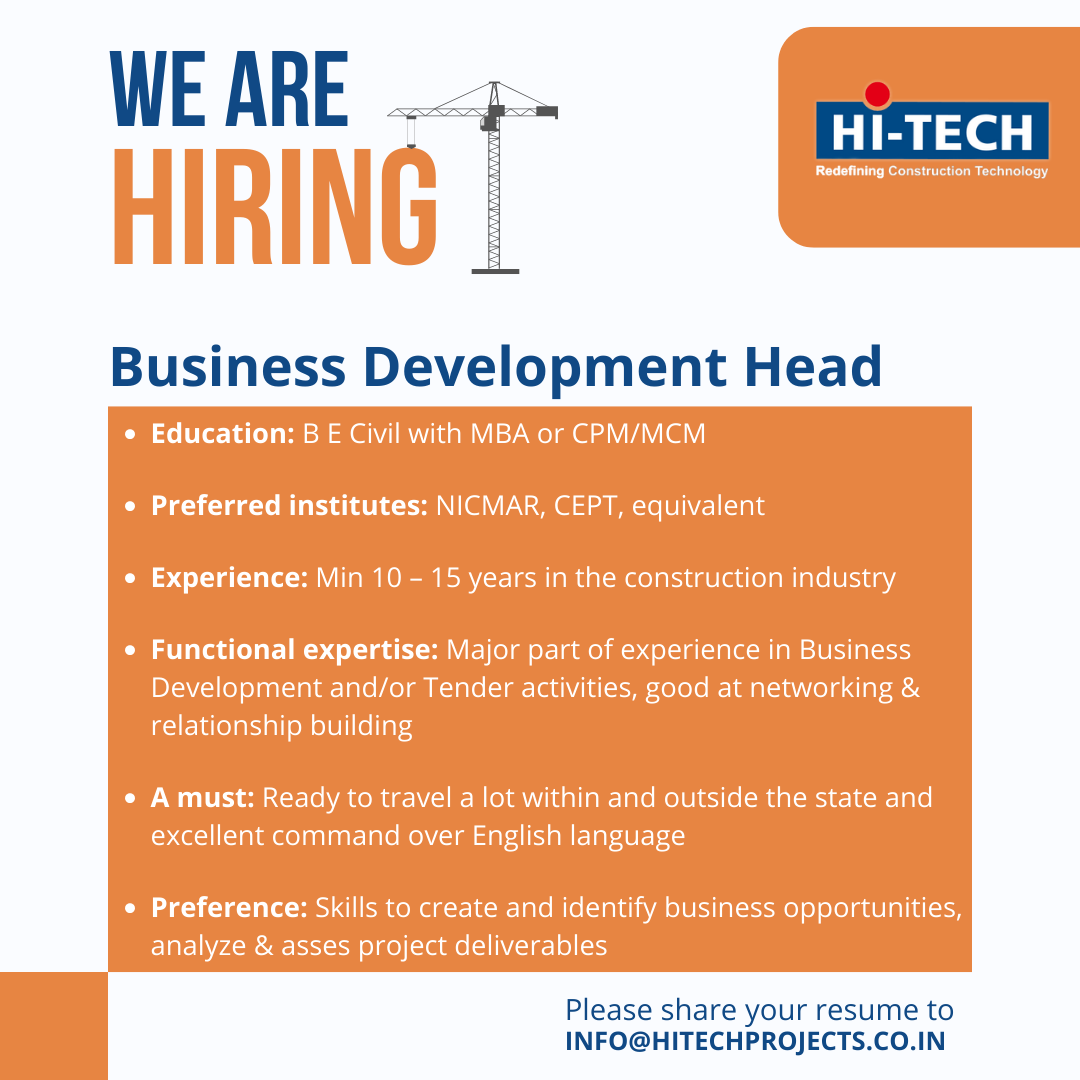 WE ARE
HIRING
HI-TECH
Redefining Construction Technology
Business Development Head
• Education: B E Civil with MBA or CPM/MCM
• Preferred institutes: NICMAR, CEPT, equivalent
• Experience: Min 10 – 15 years in the construction industry
• Functional expertise: Major part of experience in Business
Development and/or Tender activities, good at networking &
relationship building
• A must: Ready to travel a lot within and outside the state and
excellent command over English language
• Preference: Skills to create and identify business opportunities,
analyze & asses project deliverables
Please share your resume to
INFO@HITECHPROJECTS.CO.IN